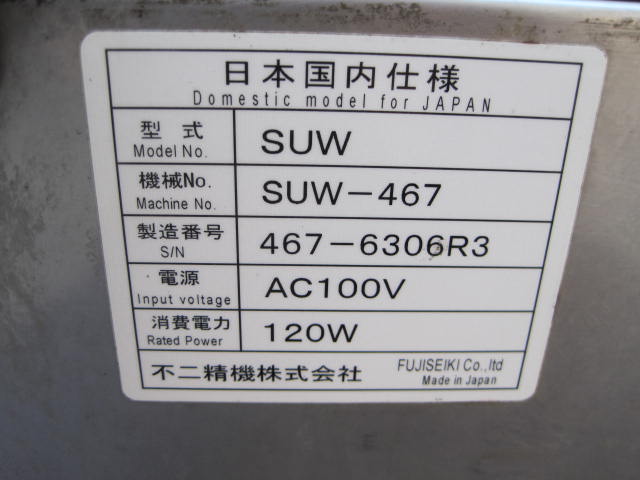 日本国内仕様
Domestic model for JAPAN
型式 SUW
Model No.
機械No. SUW-467
Machine No.
製造番号 467-6306R3
S/N
電源 AC100V
Input voltage
消費電力 120W
Rated Power
不二精機株式会社 FUJISEIKI Co.,ltd
Made in Japan